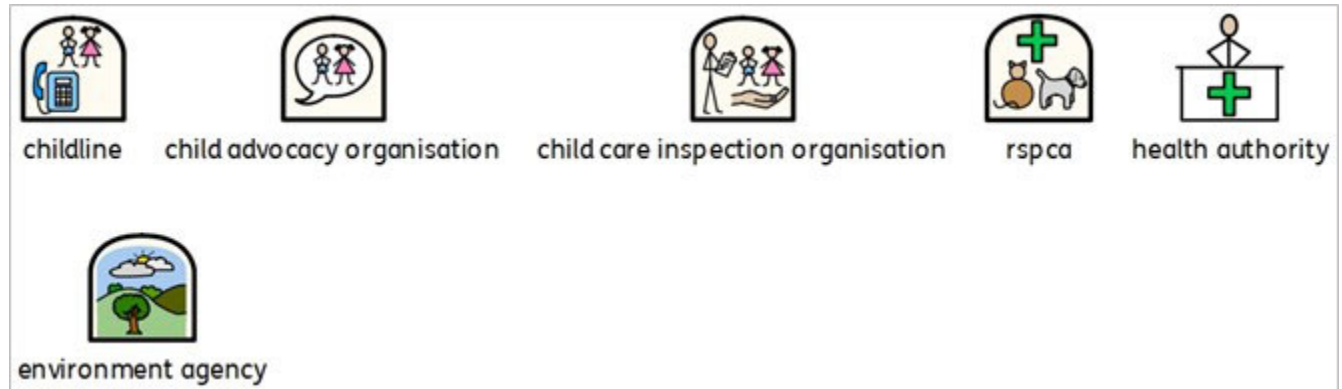 childline child advocacy organisation child care inspection organisation rspca health authority
environment agency